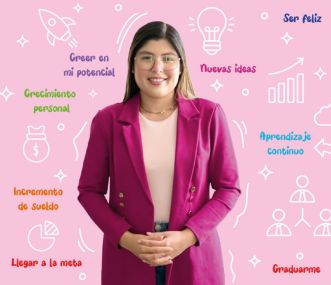 Ser feliz
Creer en
mi potencial
Nuevas ideas
Crecimiento
personal
Aprendizaje
continuo
Incremento
de sueldo
Llegar a la meta
Graduarme